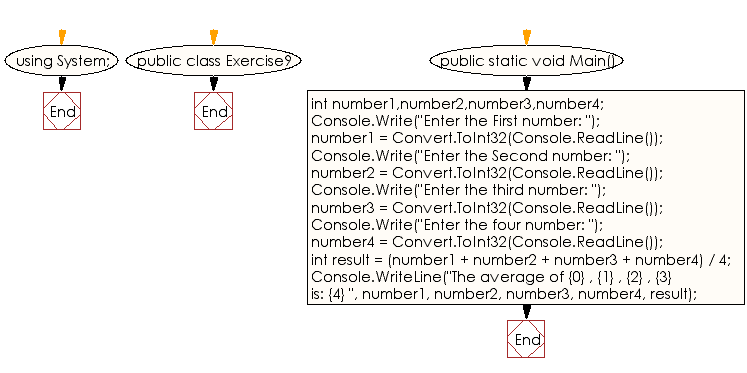 using System;
End
public class Exercise9
End
public static void Main()
int number1,number2,number3,number4;
Console.Write("Enter the First number: ");
number1 = Convert.ToInt32(Console.ReadLine());
Console.Write("Enter the Second number: ");
number2 = Convert.ToInt32(Console.ReadLine());
Console.Write("Enter the third number: ");
number3 = Convert.ToInt32(Console.ReadLine());
Console.Write("Enter the four number: ");
number4 = Convert.ToInt32(Console.ReadLine());
int result = (number1 + number2 + number3 + number4) / 4;
Console.WriteLine("The average of {0} , {1} , {2} , {3}
is: {4} ", number1, number2, number3, number4, result);
End